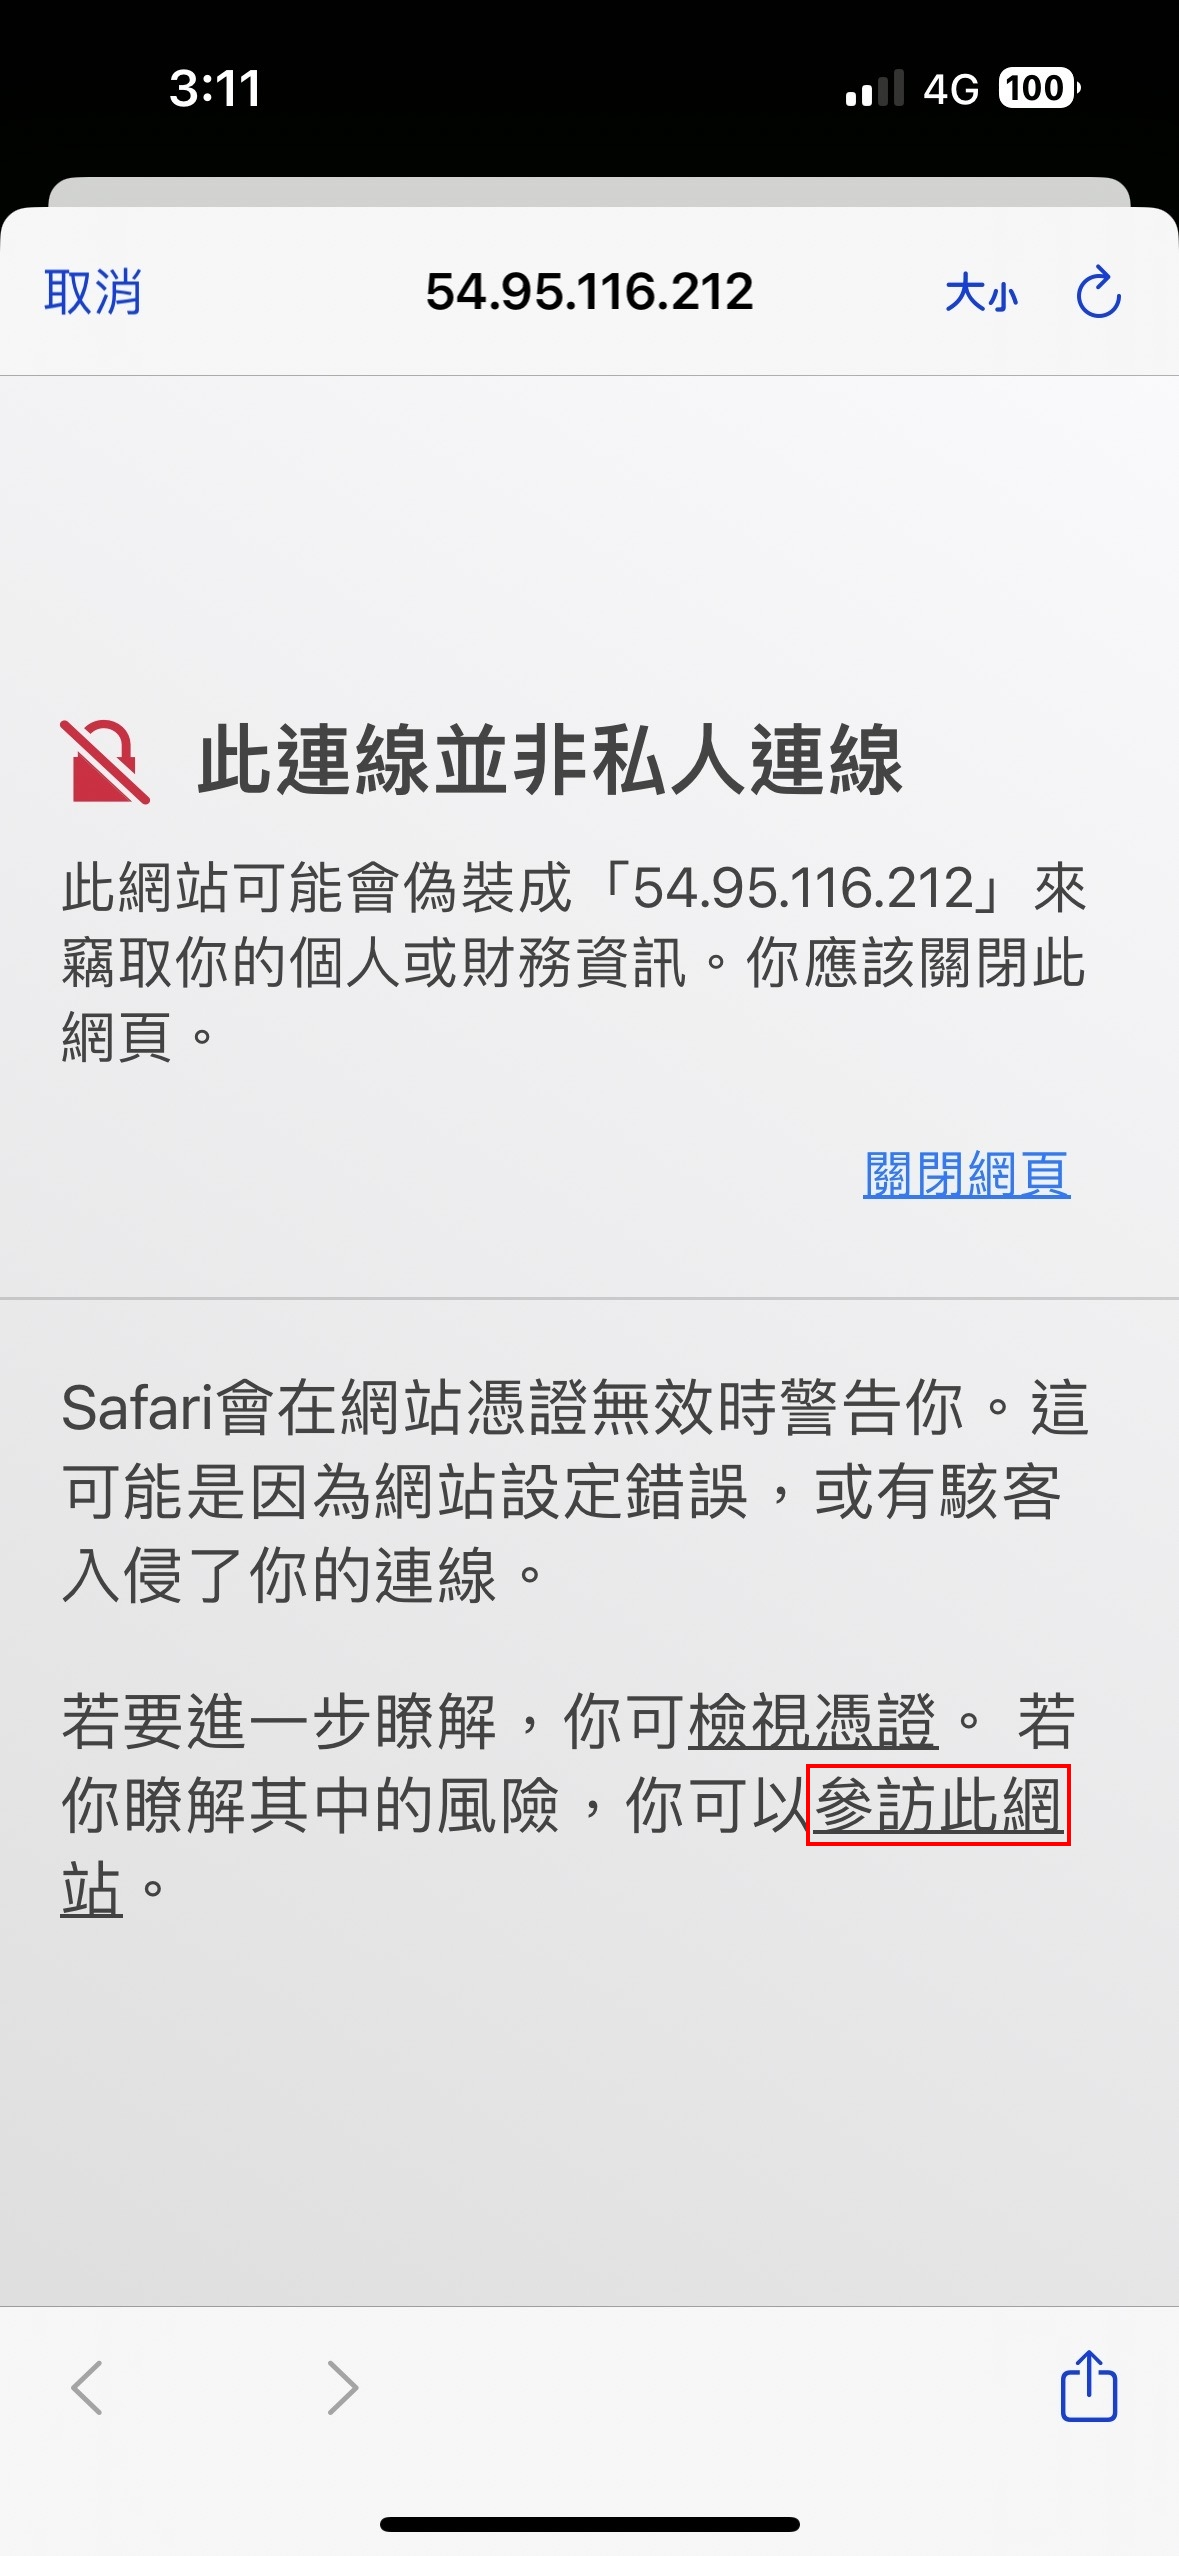 3:11
4G
100
取消
54.95.116.212
大小
此連線並非私人連線
此網站可能會偽裝成「54.95.116.212」來
竊取你的個人或財務資訊。你應該關閉此
網頁。
關閉網頁
Safari會在網站憑證無效時警告你。這
可能是因為網站設定錯誤，或有駭客
入侵了你的連線。
若要進一步瞭解，你可檢視憑證。 若
你瞭解其中的風險，你可以參訪此網
站。